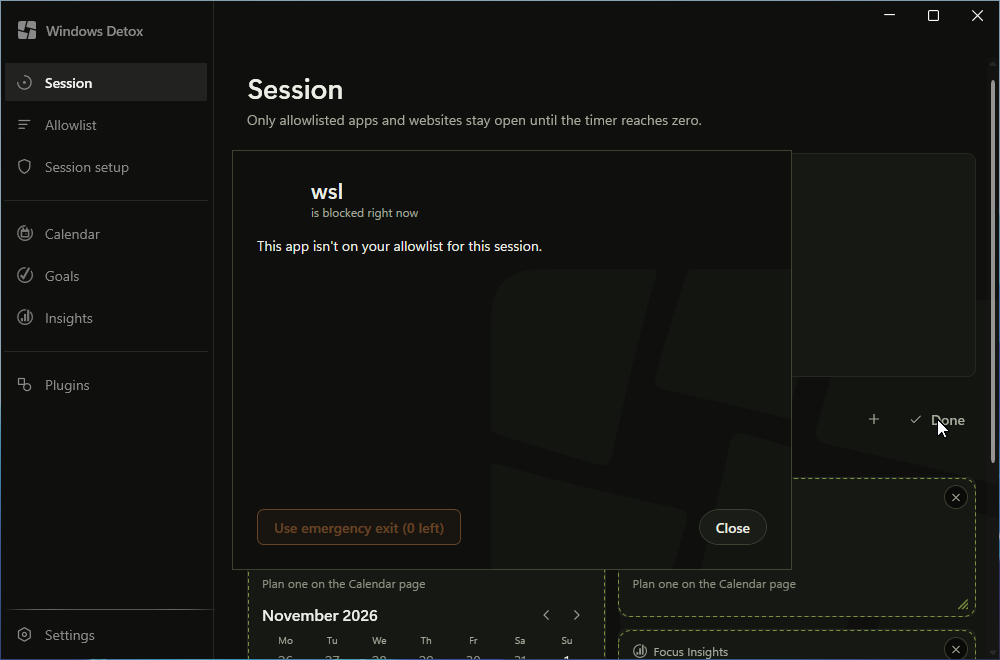 Windows Detox
Session
Allowlist
Session setup
Calendar
Goals
Insights
Plugins
Settings
Session
Only allowlisted apps and websites stay open until the timer reaches zero.
wsl
is blocked right now
This app isn't on your allowlist for this session.
Use emergency exit (0 left)
Close
Done
Plan one on the Calendar page
November 2026
Mo Tu We Th Fr Sa Su
Plan one on the Calendar page
Focus Insights